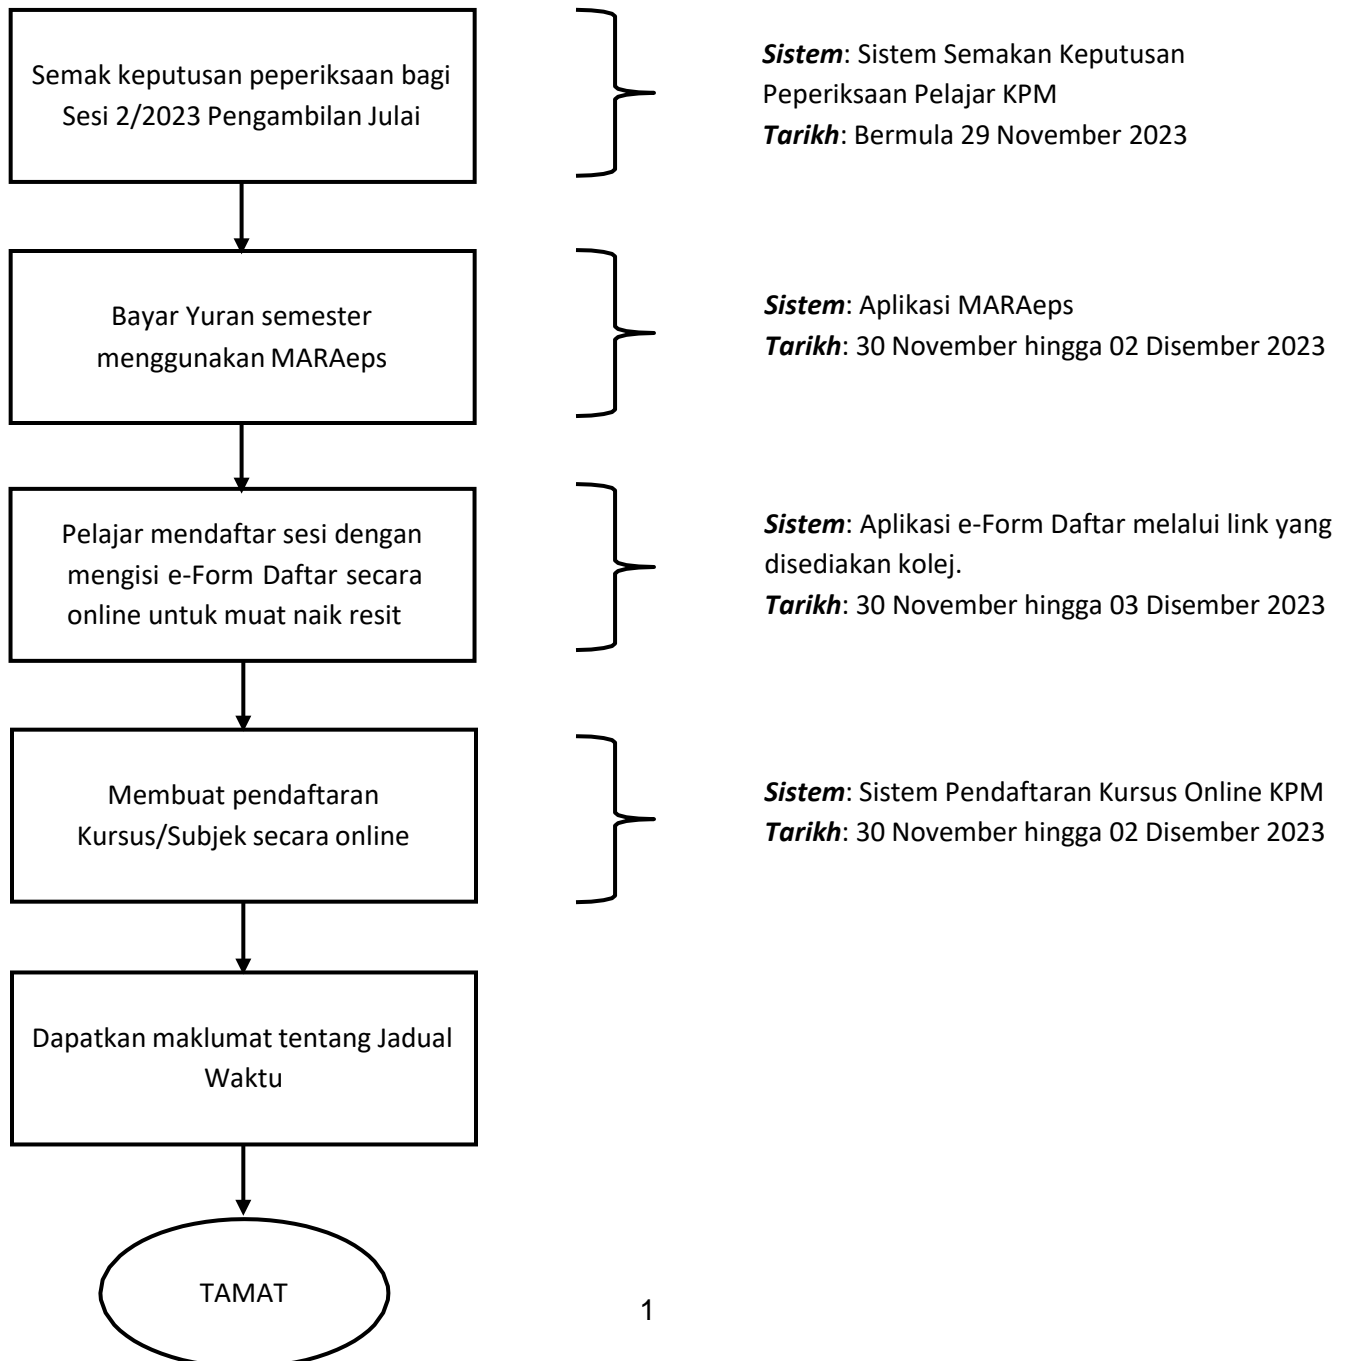 Semak keputusan peperiksaan bagi
Sesi 2/2023 Pengambilan Julai
Sistem: Sistem Semakan Keputusan
Peperiksaan Pelajar KPM
Tarikh: Bermula 29 November 2023
Bayar Yuran semester
menggunakan MARAeps
Sistem: Aplikasi MARAeps
Tarikh: 30 November hingga 02 Disember 2023
Pelajar mendaftar sesi dengan
mengisi e-Form Daftar secara
online untuk muat naik resit
Sistem: Aplikasi e-Form Daftar melalui link yang
disediakan kolej.
Tarikh: 30 November hingga 03 Disember 2023
Membuat pendaftaran
Kursus/Subjek secara online
Sistem: Sistem Pendaftaran Kursus Online KPM
Tarikh: 30 November hingga 02 Disember 2023
Dapatkan maklumat tentang Jadual
Waktu
TAMAT
1